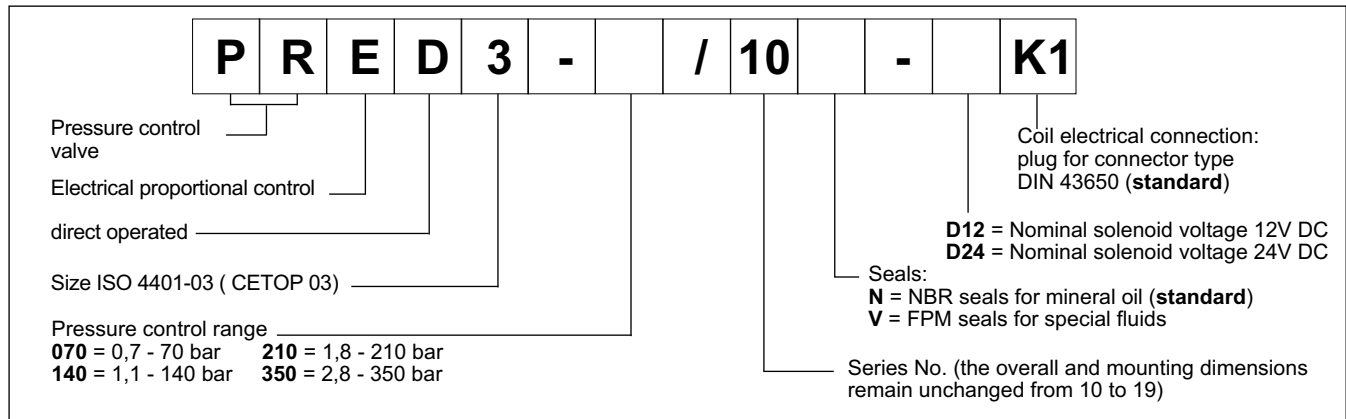 P R E D 3 - / 10 - K1
Pressure control
valve
Electrical proportional control
direct operated
Size ISO 4401-03 ( CETOP 03)
Pressure control range
070 = 0,7 - 70 bar 210 = 1,8 - 210 bar
140 = 1,1 - 140 bar 350 = 2,8 - 350 bar
Coil electrical connection:
plug for connector type
DIN 43650 (standard)
D12 = Nominal solenoid voltage 12V DC
D24 = Nominal solenoid voltage 24V DC
Seals:
N = NBR seals for mineral oil (standard)
V = FPM seals for special fluids
Series No. (the overall and mounting dimensions
remain unchanged from 10 to 19)